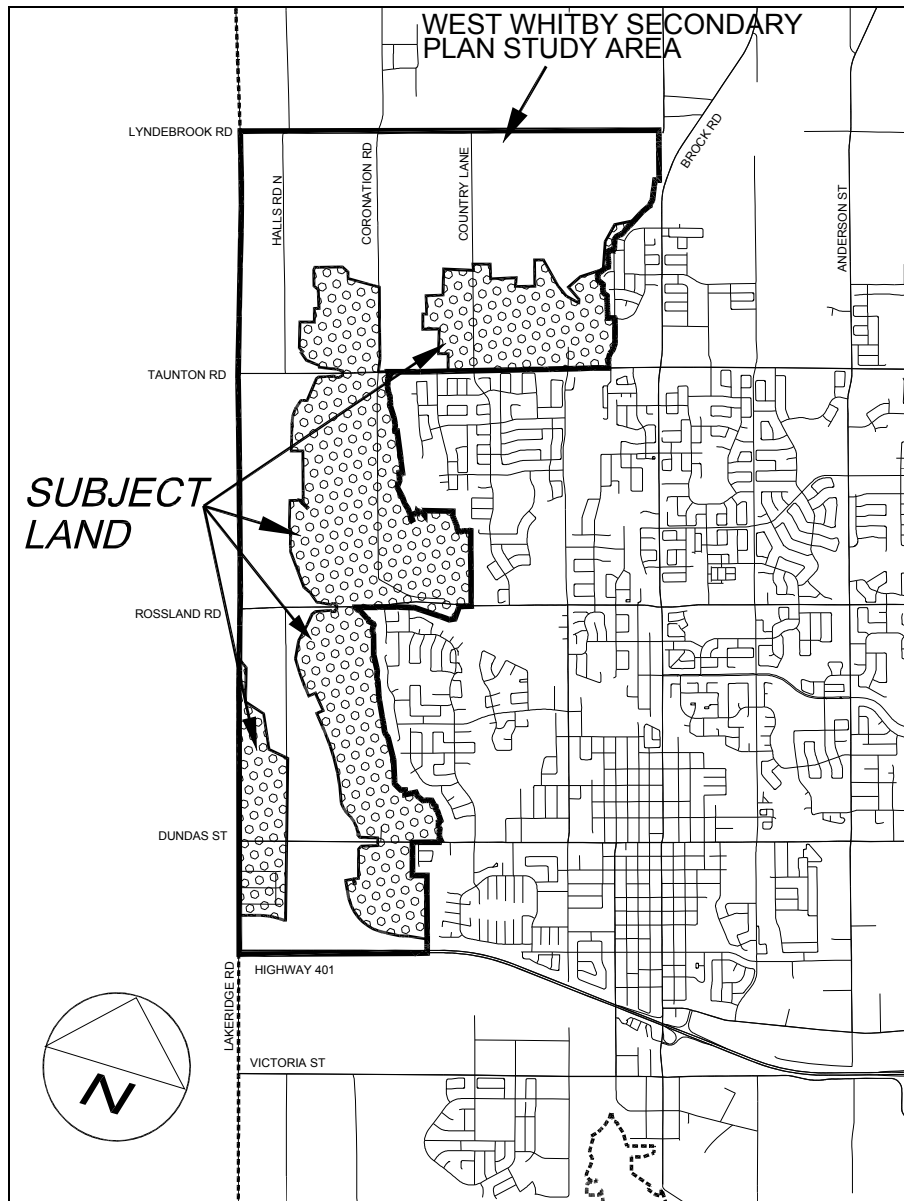 WEST WHITBY SECONDARY
PLAN STUDY AREA
LYNDEBROOK RD
HALLS RD N
CORONATION RD
COUNTRY LANE
BROCK RD
ANDERSON ST
TAUNTON RD
SUBJECT
LAND
ROSSLAND RD
DUNDAS ST
LAKERIDGE RD
HIGHWAY 401
VICTORIA ST
N